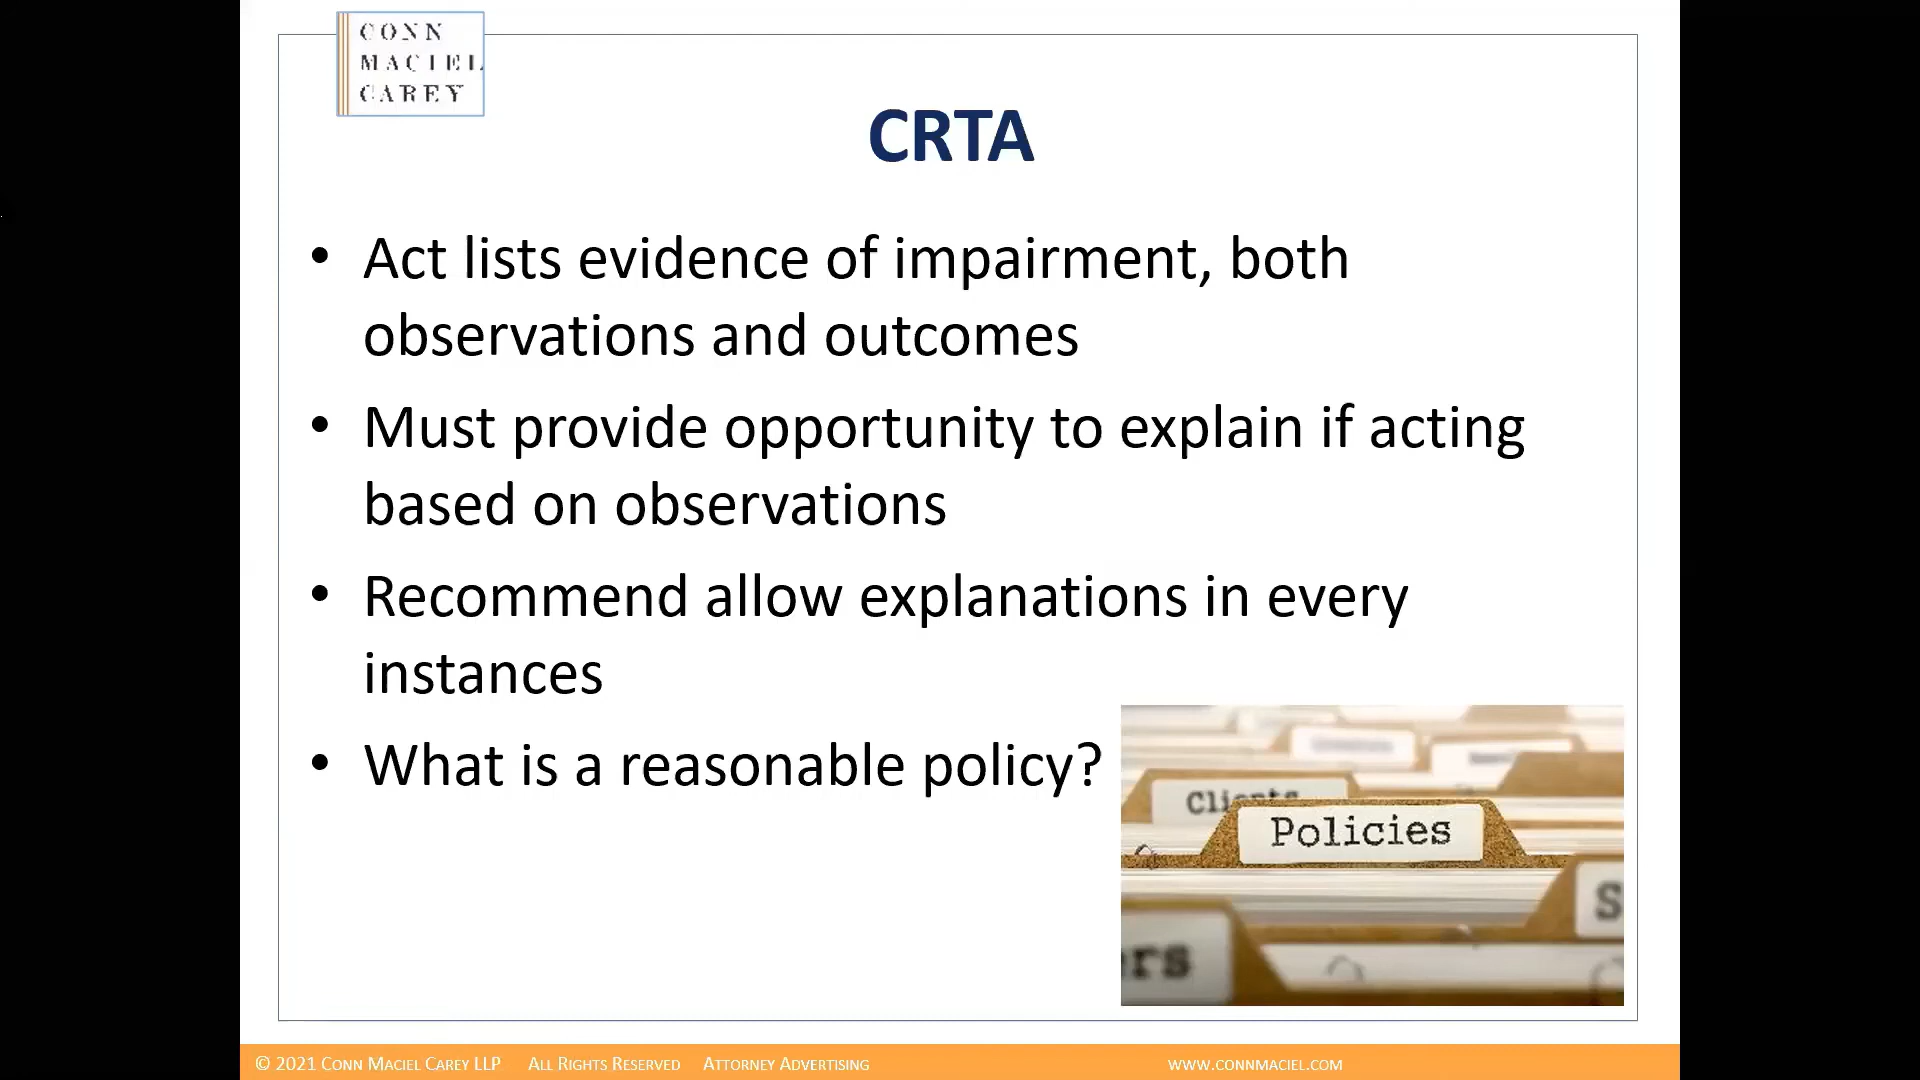 CONN
MACIEL
CAREY
CRTA
• Act lists evidence of impairment, both
observations and outcomes
• Must provide opportunity to explain if acting
based on observations
• Recommend allow explanations in every
instances
• What is a reasonable policy?
Clients
Policies
© 2021 CONN MACIEL CAREY LLP ALL RIGHTS RESERVED ATTORNEY ADVERTISING WWW.CONNMACIEL.COM